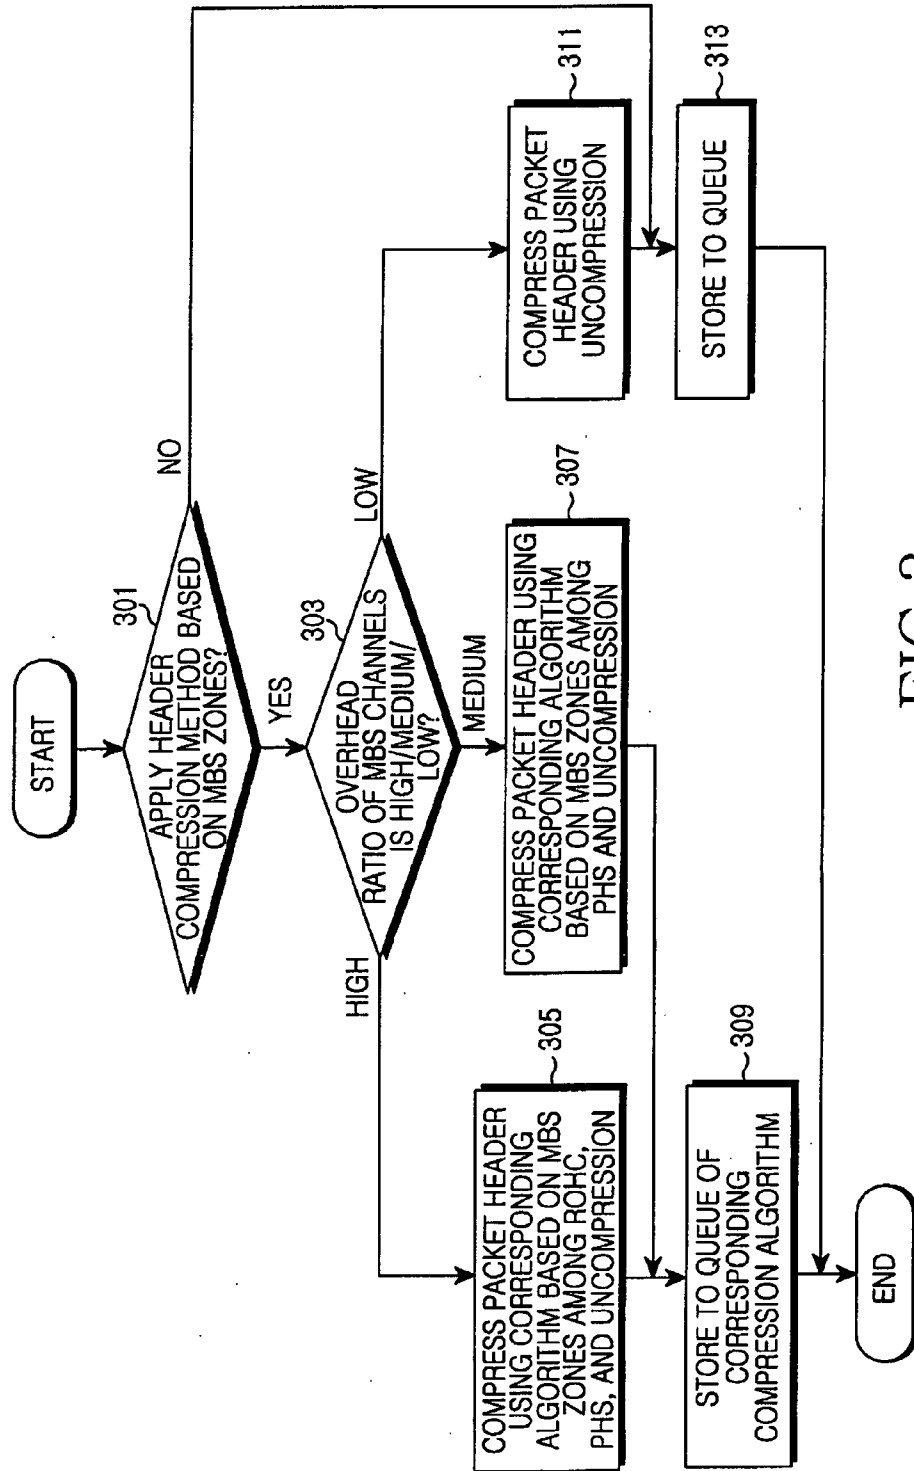 START
301
APPLY HEADER
COMPRESSION METHOD BASED
ON MBS ZONES?
NO
YES
303
OVERHEAD
RATIO OF MBS CHANNELS
IS HIGH/MEDIUM/
LOW?
HIGH
MEDIUM
LOW
305
COMPRESS PACKET HEADER
USING CORRESPONDING
ALGORITHM BASED ON MBS
ZONES AMONG ROHC,
PHS, AND UNCOMPRESSION
307
COMPRESS PACKET HEADER USING
CORRESPONDING ALGORITHM
BASED ON MBS ZONES AMONG
PHS AND UNCOMPRESSION
311
COMPRESS PACKET
HEADER USING
UNCOMPRESSION
309
STORE TO QUEUE OF
CORRESPONDING
COMPRESSION ALGORITHM
313
STORE TO QUEUE
END